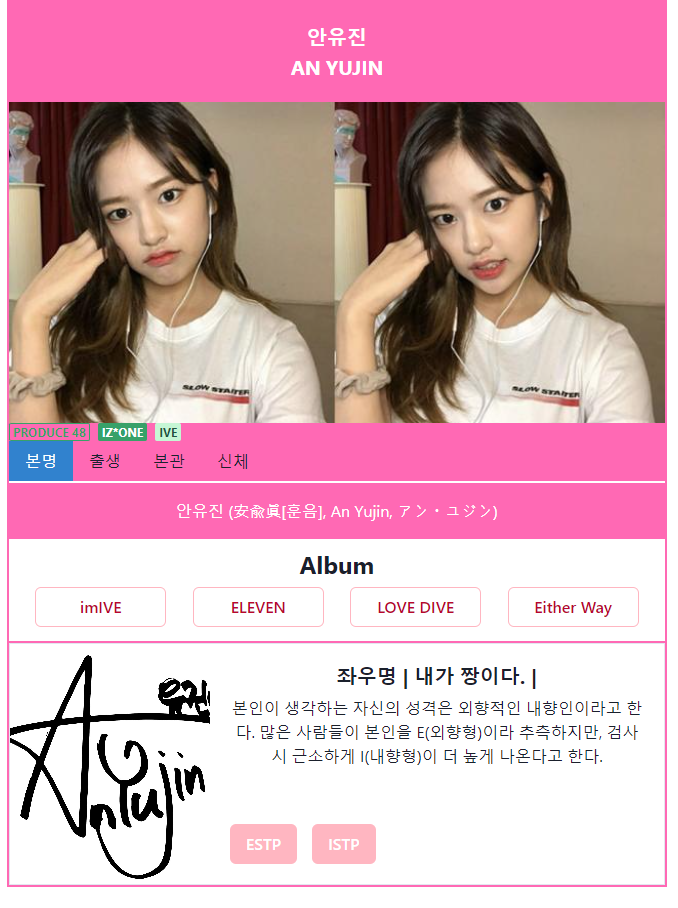 안유진
AN YUJIN
SLOW STARTER
SLOW STARTER
PRODUCE 48 IZ*ONE IVE
본명 출생 본관 신체
안유진 (安兪眞[훈음], An Yujin, アン・ユジン)
Album
imIVE ELEVEN LOVE DIVE Either Way
유진
An Yujin
좌우명 | 내가 짱이다. |
본인이 생각하는 자신의 성격은 외향적인 내향인이라고 한
다. 많은 사람들이 본인을 E(외향형)이라 추측하지만, 검사
시 근소하게 I(내향형)이 더 높게 나온다고 한다.
ESTP ISTP